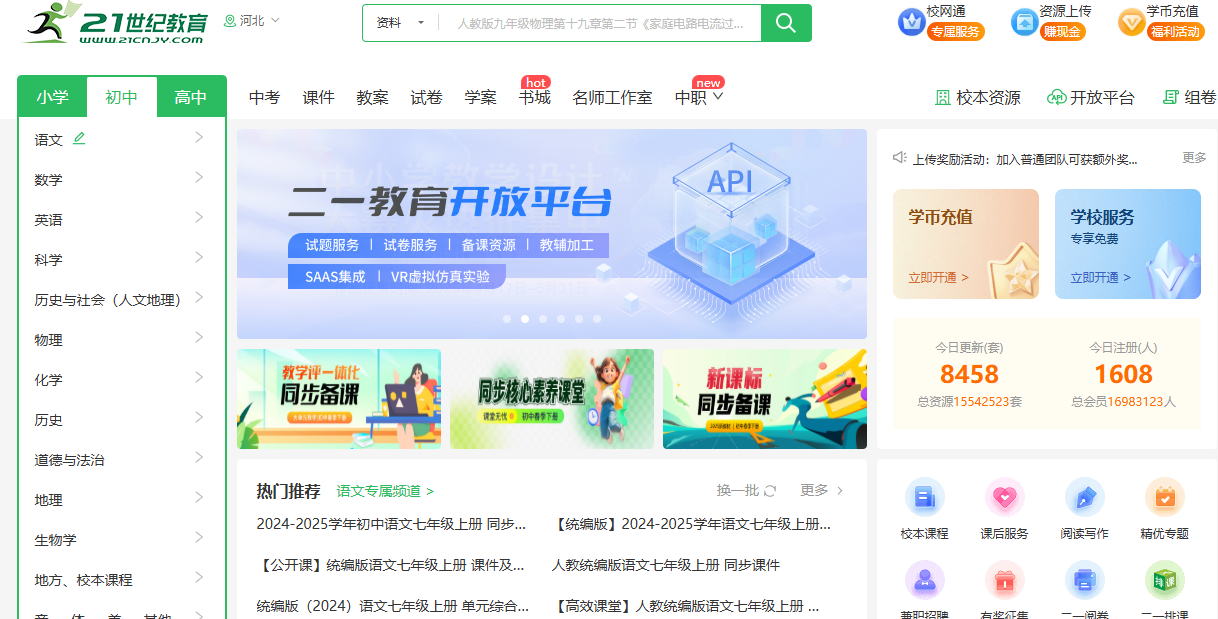 21世纪教育
www.21cnjy.com
河北
资料
人教版九年级物理第十九章第二节《家庭电路电流过...
校网通
专属服务
资源上传
赚现金
学币充值
福利活动
小学
初中
高中
中考
课件
教案
试卷
学案
hot
书城
名师工作室
new
中职
校本资源
开放平台
组卷
语文
数学
英语
科学
历史与社会（人文地理）
物理
化学
历史
道德与法治
地理
生物学
地方、校本课程
二一教育开放平台
API
试题服务 | 试卷服务 | 备课资源 | 教辅加工
SAAS集成 | VR虚拟仿真实验
上传奖励活动：加入普通团队可获额外奖...
更多
学币充值
立即开通 >
学校服务
专享免费
立即开通 >
今日更新(套)
8458
总资源15542523套
今日注册(人)
1608
总会员16983123人
教学评一体化
同步备课
同步核心素养课堂
课堂无忧
初中春季下册
新课标
同步备课
热门推荐
语文专属频道 >
换一批
更多
2024-2025学年初中语文七年级上册 同步...
【统编版】2024-2025学年语文七年级上册...
【公开课】统编版语文七年级上册 课件及...
人教统编版语文七年级上册 同步课件
统编版（2024）语文七年级上册 单元综合...
【高效课堂】人教统编版语文七年级上册 ...
校本课程
课后服务
阅读写作
精优专题
排课
兼职招聘
有奖征集
二一阅卷
二一排课